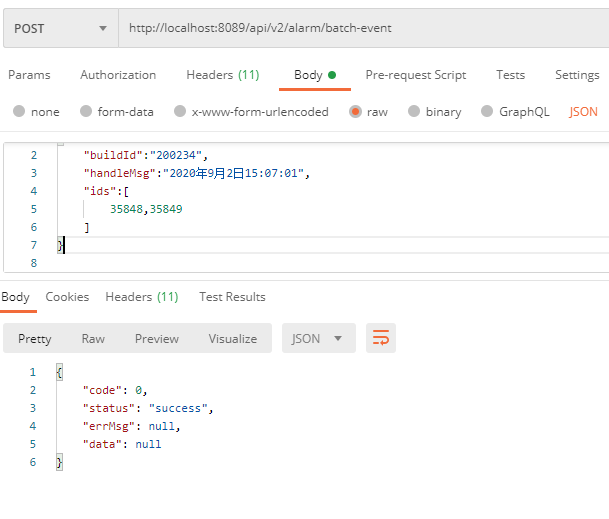 POST http://localhost:8089/api/v2/alarm/batch-event
Params Authorization Headers (11) Body Pre-request Script Tests Settings
none form-data x-www-form-urlencoded raw binary GraphQL JSON
2 "buildId":"200234",
3 "handleMsg":"2020年9月2日15:07:01",
4 "ids":[
5 35848,35849
6 ]
7 }
8
Body Cookies Headers (11) Test Results
Pretty Raw Preview Visualize JSON
1 {
2 "code": 0,
3 "status": "success",
4 "errMsg": null,
5 "data": null
6 }